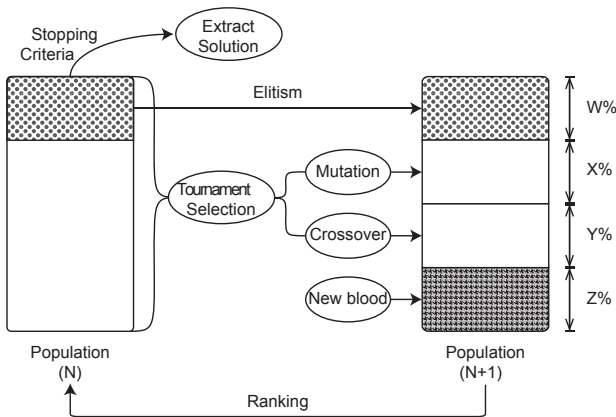 Stopping
Criteria
Extract
Solution
Elitism
W%
Mutation
X%
Tournament
Selection
Crossover
Y%
New blood
Z%
Population
(N)
Population
(N+1)
Ranking